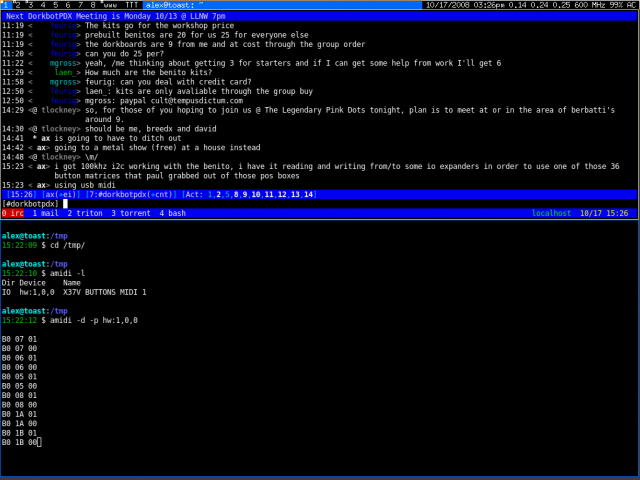 1 2 3 4 5 6 7 8 "www TTT alex@toast: ~ 10/17/2008 03:26pm 0.14 0.24 0.25 600 MHz 99% AC
Next DorkbotPDX Meeting is Monday 10/13 @ LLNW 7pm
11:19 < feurig> The kits go for the workshop price
11:19 < feurig> prebuilt benitos are 20 for us 25 for everyone else
11:19 < feurig> the dorkboards are 9 from me and at cost through the group order
11:20 < feurig> can you do 25 per?
11:22 < mgross> yeah, /me thinking about getting 3 for starters and if I can get some help from work I'll get 6
11:29 < laen_> How much are the benito kits?
11:58 < mgross> feurig: can you deal with credit card?
12:50 < feurig> laen_: kits are only avaliable through the group buy
12:50 < feurig> mgross: paypal cult@tempusdictum.com
14:29 <@ tlockney> so, for those of you hoping to join us @ The Legendary Pink Dots tonight, plan is to meet at or in the area of berbatti's
around 9.
14:30 <@ tlockney> should be me, breedx and david
14:41 * ax is going to have to ditch out
14:42 < ax> going to a metal show (free) at a house instead
14:48 <@ tlockney> \m/
15:23 < ax> i got 100khz i2c working with the benito, i have it reading and writing from/to some io expanders in order to use one of those 36
button matrices that paul grabbed out of those pos boxes
15:23 < ax> using usb midi
[15:26] [ax(+ei)] [7:#dorkbotpdx(+cnt)] [Act: 1,2,5,8,9,10,11,12,13,14]
[#dorkbotpdx]
0 irc 1 mail 2 triton 3 torrent 4 bash localhost 10/17 15:26
alex@toast:/tmp
15:22:09 $ cd /tmp/
alex@toast:/tmp
15:22:10 $ amidi -l
Dir Device Name
IO hw:1,0,0 X37V BUTTONS MIDI 1
alex@toast:/tmp
15:22:12 $ amidi -d -p hw:1,0,0
B0 07 01
B0 07 00
B0 06 01
B0 06 00
B0 05 01
B0 05 00
B0 08 01
B0 08 00
B0 1A 01
B0 1A 00
B0 1B 01
B0 1B 00